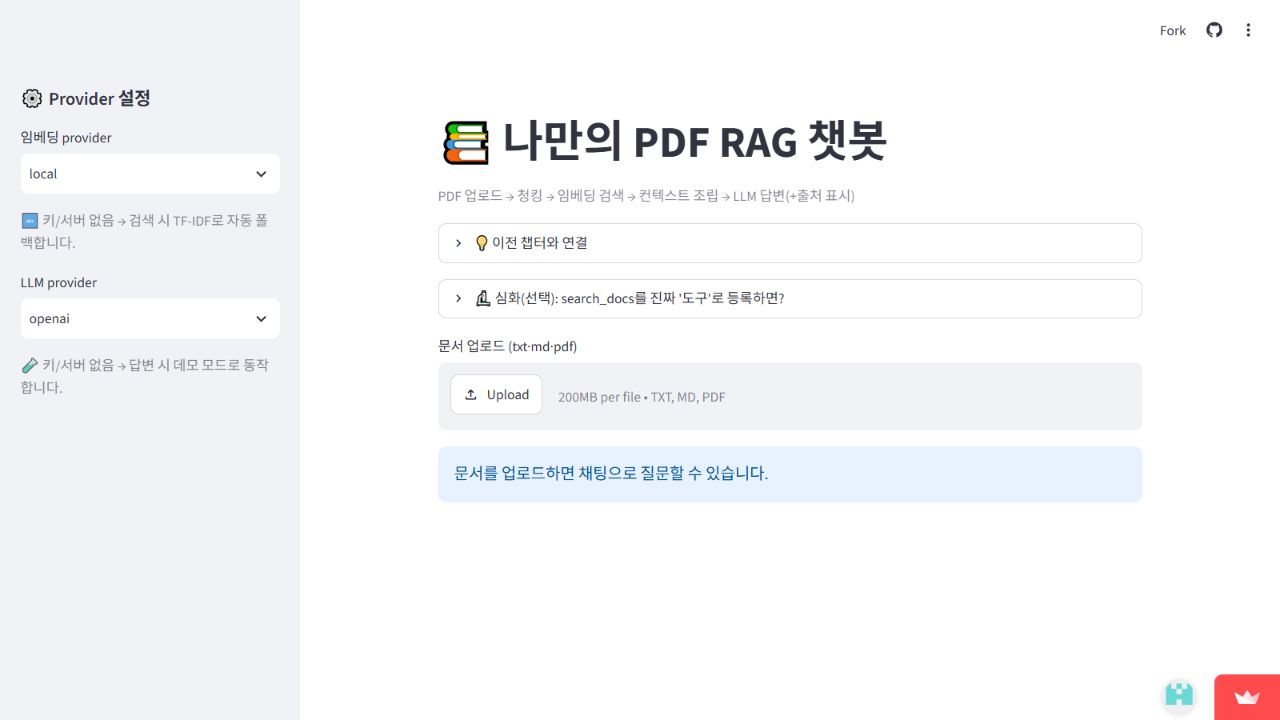 Fork
Provider 설정
임베딩 provider
local
키/서버 없음 → 검색 시 TF-IDF로 자동 폴
백합니다.
LLM provider
openai
키/서버 없음 → 답변 시 데모 모드로 동작
합니다.
나만의 PDF RAG 챗봇
PDF 업로드 → 청킹 → 임베딩 검색 → 컨텍스트 조립 → LLM 답변(+출처 표시)
이전 챕터와 연결
심화(선택): search_docs를 진짜 '도구'로 등록하면?
문서 업로드 (txt·md·pdf)
Upload
200MB per file • TXT, MD, PDF
문서를 업로드하면 채팅으로 질문할 수 있습니다.